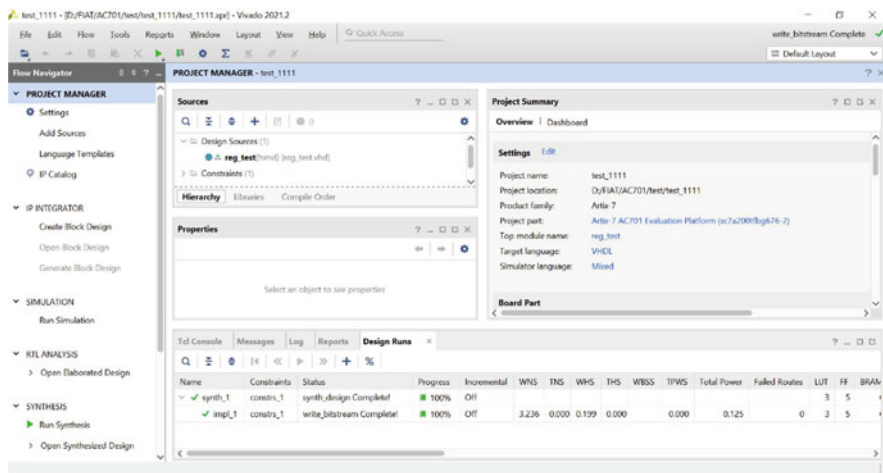 test_1111 - [D:/FIAT/AC701/test/test_1111/test_1111.xpr] - Vivado 2021.2
File Edit Flow Tools Reports Window Layout View Help Quick Access
write_bitstream Complete
Default Layout
Flow Navigator
PROJECT MANAGER
Settings
Add Sources
Language Templates
IP Catalog
IP INTEGRATOR
Create Block Design
Open Block Design
Generate Block Design
SIMULATION
Run Simulation
RTL ANALYSIS
Open Elaborated Design
SYNTHESIS
Run Synthesis
Open Synthesized Design
PROJECT MANAGER - test_1111
Sources
0
Design Sources (1)
reg_test(hmd) (reg_test.vhd)
Constraints (1)
Hierarchy Libraries Compile Order
Properties
Select an object to see properties
Project Summary
Overview | Dashboard
Settings Edit
Project name: test_1111
Project location: D:/FIAT/AC701/test/test_1111
Product family: Artix-7
Project part: Artix-7 AC701 Evaluation Platform (xc7a200tfbg676-2)
Top module name: reg_test
Target language: VHDL
Simulator language: Mixed
Board Part
Tcl Console Messages Log Reports Design Runs
Name Constraints Status Progress Incremental WNS TNS WHS THS WBSS TPWS Total Power Failed Routes LUT FF BRAM
synth_1 constrs_1 synth_design Complete! 100% Off 3 5
impl_1 constrs_1 write_bitstream Complete! 100% Off 3.236 0.000 0.199 0.000 0.000 0.125 0 3 5